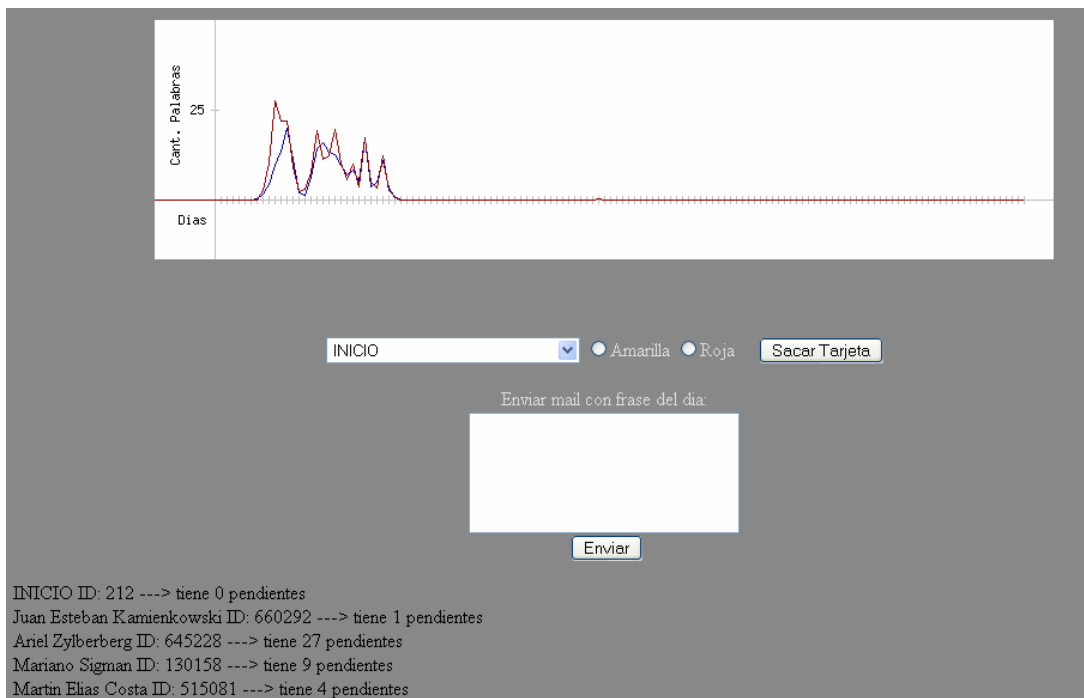 Cant. Palabras
25
Dias
INICIO Amarilla Roja Sacar Tarjeta
Enviar mail con frase del dia:
Enviar
INICIO ID: 212 ---> tiene 0 pendientes
Juan Esteban Kamienkowski ID: 660292 ---> tiene 1 pendientes
Ariel Zylberberg ID: 645228 ---> tiene 27 pendientes
Mariano Sigman ID: 130158 ---> tiene 9 pendientes
Martin Elias Costa ID: 515081 ---> tiene 4 pendientes